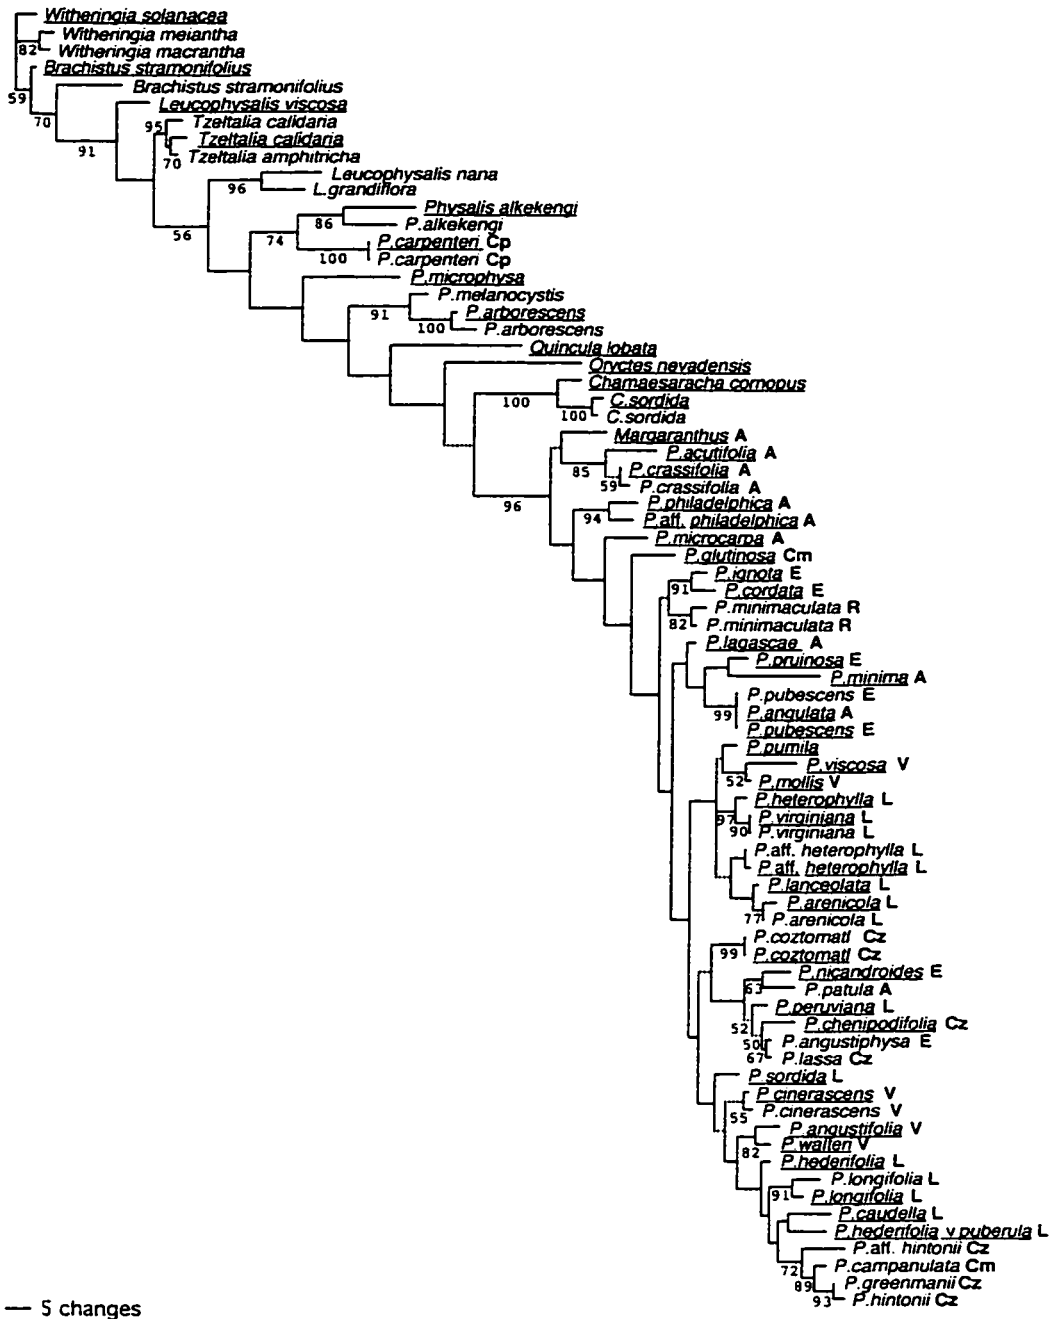 Witheringia solanacea
Witheringia meiantha
82
Witheringia macrantha
Brachistus stramonifolius
59
Brachistus stramonifolius
Leucophysalis viscosa
70
95
Tzeltalia calidaria
Tzeltalia calidaria
91
70
Tzeltalia amphitricha
Leucophysalis nana
96
L.grandiflora
Physalis alkekengi
86
P.alkekengi
56
74
P.carpenteri Cp
100
P.carpenteri Cp
P.microphysa
P.melanocystis
91
P.arborescens
100
P.arborescens
Quincula lobata
Oryctes nevadensis
Chamaesaracha cornopus
100
C.sordida
100
C.sordida
Margaranthus A
P.acutifolia A
85
P.crassifolia A
59
P.crassifolia A
96
P.philadelphica A
94
P.aff. philadelphica A
P.microcarpa A
P.glutinosa Cm
P.ignota E
91
P.cordata E
P.minimaculata R
82
P.minimaculata R
P.lagascae A
P.pruinosa E
P.minima A
P.pubescens E
99
P.angulata A
P.pubescens E
P.pumila
P.viscosa V
52
P.mollis V
P.heterophylla L
97
P.virginiana L
90
P.virginiana L
P.aff. heterophylla L
P.aff. heterophylla L
P.lanceolata L
P.arenicola L
77
P.arenicola L
P.coztomatl Cz
99
P.coztomatl Cz
P.nicandroides E
63
P.patula A
P.peruviana L
52
P.chenipodifolia Cz
50
P.angustiphysa E
67
P.lassa Cz
P.sordida L
P.cinerascens V
55
P.cinerascens V
P.angustifolia V
82
P.walteri V
P.hederifolia L
P.longifolia L
91
P.longifolia L
P.caudella L
P.hederifolia v puberula L
P.aff. hintonii Cz
72
P.campanulata Cm
89
P.greenmanii Cz
93
P.hintonii Cz
5 changes